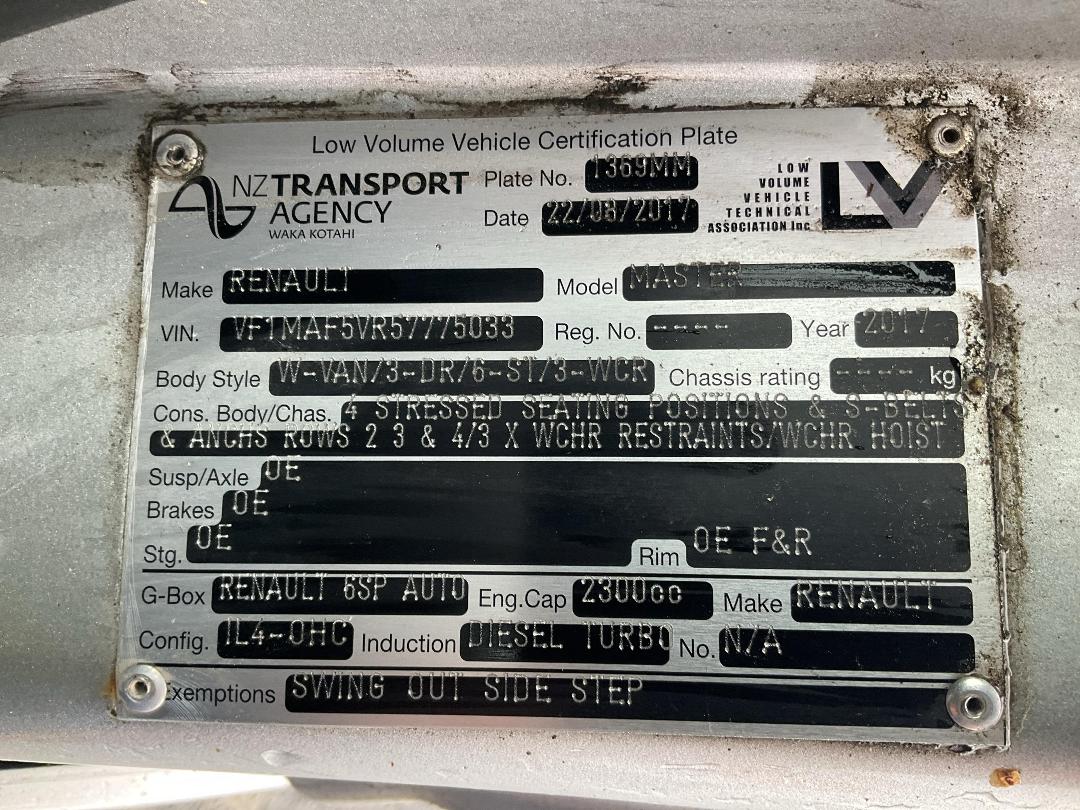 Low Volume Vehicle Certification Plate
NZTRANSPORT AGENCY
WAKA KOTAHI
Plate No. 1369MM
Date 22/08/2017
LOW
VOLUME
VEHICLE
TECHNICAL
ASSOCIATION Inc
LV
Make RENAULT Model MASTER
VIN. VF1MAF5VR57775033 Reg. No. ---- Year 2017
Body Style W-VAN/3-DR/6-ST/3-WCR Chassis rating ---- kg
Cons. Body/Chas. 4 STRESSED SEATING POSITIONS & S-BELTS
& ANCHS ROWS 2 3 & 4/3 X WCHR RESTRAINTS/WCHR HOIST
Susp/Axle OE
Brakes OE
Stg. OE Rim OE F&R
G-Box RENAULT 6SP AUTO Eng.Cap 2300cc Make RENAULT
Config. IL4-OHC Induction DIESEL TURBO No. N/A
Exemptions SWING OUT SIDE STEP